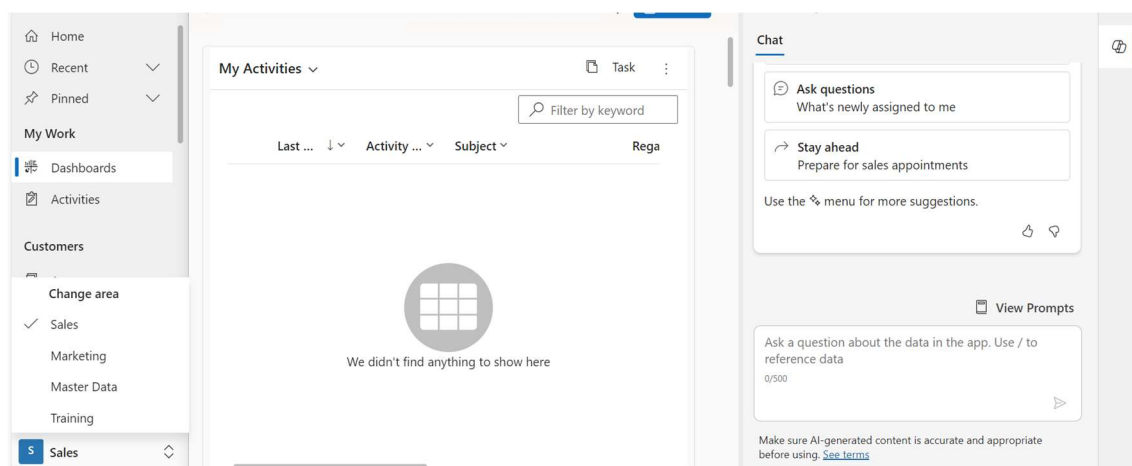 Home
Recent
Pinned
My Work
Dashboards
Activities
Customers
Change area
Sales
Marketing
Master Data
Training
S Sales
My Activities
Task
Filter by keyword
Last ... Activity ... Subject Rega
We didn't find anything to show here
Chat
Ask questions
What's newly assigned to me
Stay ahead
Prepare for sales appointments
Use the menu for more suggestions.
View Prompts
Ask a question about the data in the app. Use / to
reference data
0/500
Make sure AI-generated content is accurate and appropriate
before using. See terms